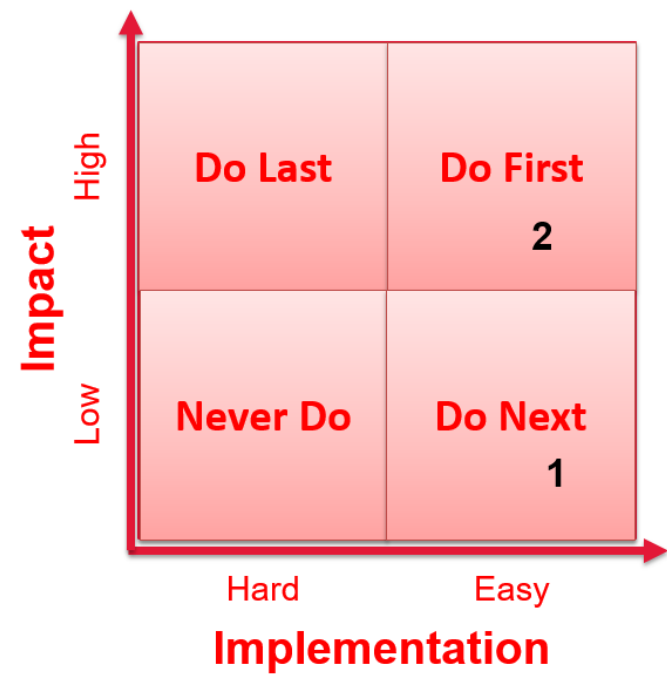 High
Do Last
Do First
2
Impact
Low
Never Do
Do Next
1
Hard
Easy
Implementation